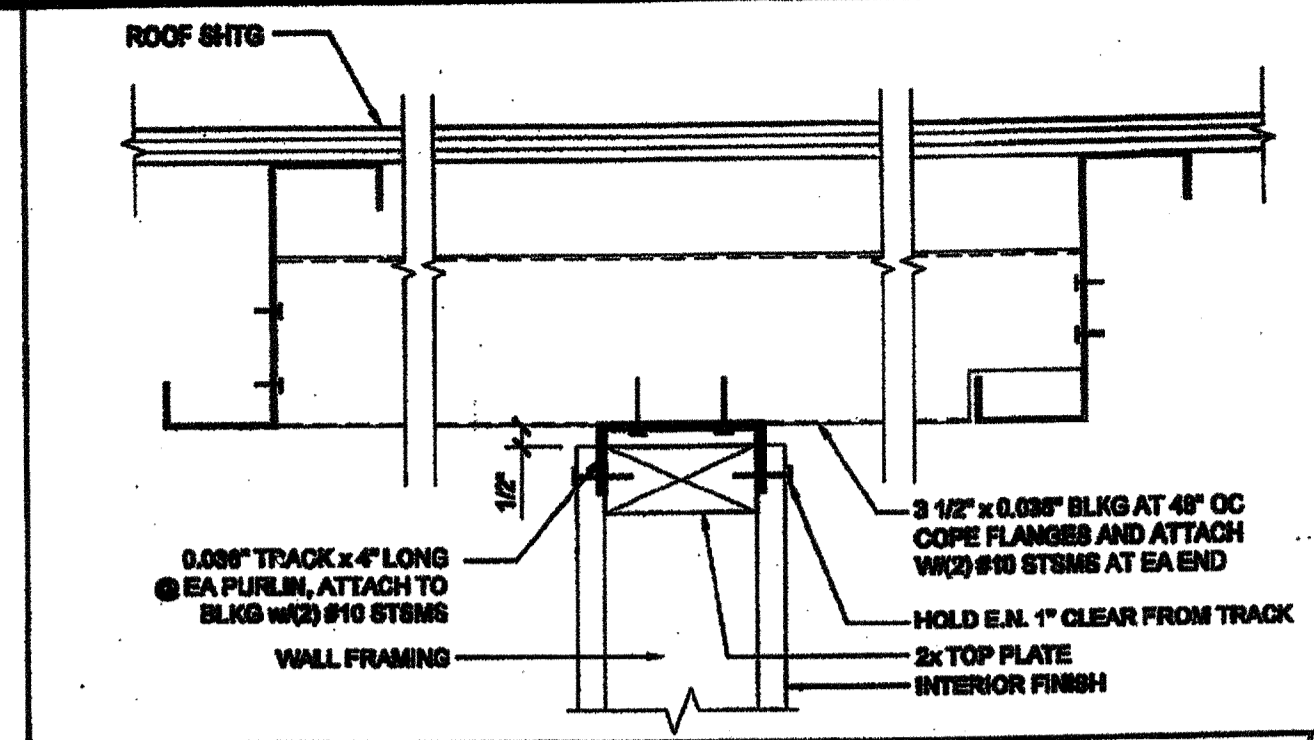 ROOF SHTG
1/2"
0.036" TRACK x 4" LONG
@ EA PURLIN, ATTACH TO
BLKG w/(2) #10 STSMS
WALL FRAMING
3 1/2" x 0.036" BLKG AT 48" OC
COPE FLANGES AND ATTACH
W/(2) #10 STSMS AT EA END
HOLD E.N. 1" CLEAR FROM TRACK
2x TOP PLATE
INTERIOR FINISH